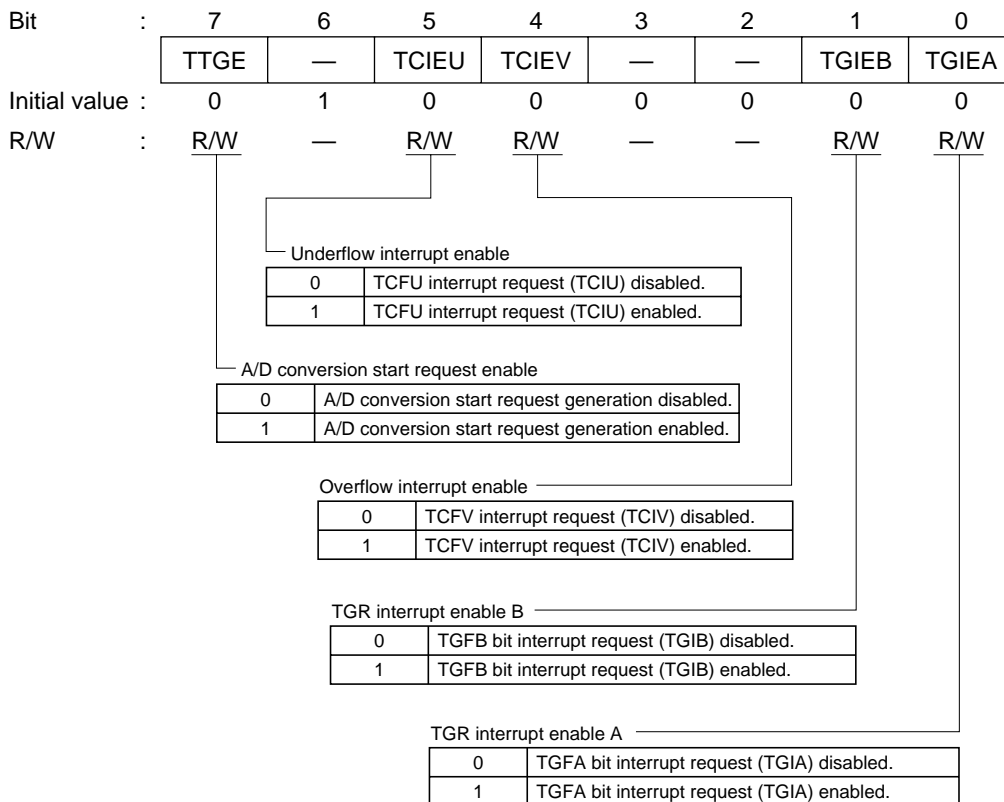 Bit : 7 6 5 4 3 2 1 0
TTGE — TCIEU TCIEV — — TGIEB TGIEA
Initial value : 0 1 0 0 0 0 0 0
R/W : R/W — R/W R/W — — R/W R/W
Underflow interrupt enable
0 TCFU interrupt request (TCIU) disabled.
1 TCFU interrupt request (TCIU) enabled.
A/D conversion start request enable
0 A/D conversion start request generation disabled.
1 A/D conversion start request generation enabled.
Overflow interrupt enable
0 TCFV interrupt request (TCIV) disabled.
1 TCFV interrupt request (TCIV) enabled.
TGR interrupt enable B
0 TGFB bit interrupt request (TGIB) disabled.
1 TGFB bit interrupt request (TGIB) enabled.
TGR interrupt enable A
0 TGFA bit interrupt request (TGIA) disabled.
1 TGFA bit interrupt request (TGIA) enabled.